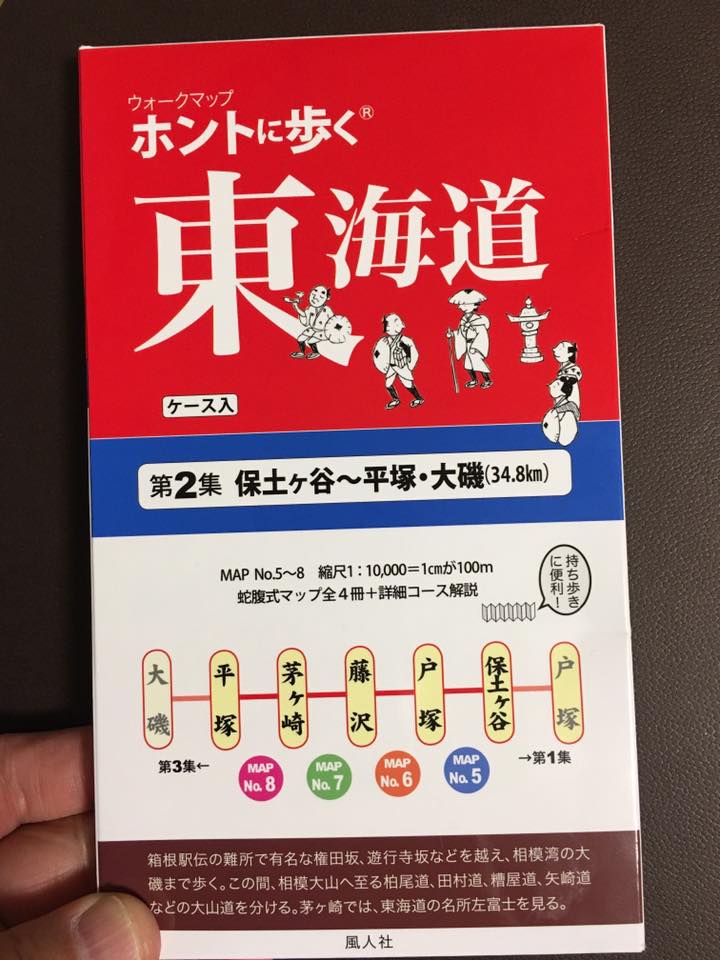 ウォークマップ
ホントに歩く®
東海道
ケース入
第2集 保土ヶ谷〜平塚・大磯(34.8km)
MAP No.5〜8 縮尺1:10,000=1cmが100m
蛇腹式マップ全4冊+詳細コース解説
持ち歩き
に便利!
大磯
平塚
茅ヶ崎
藤沢
戸塚
保土ヶ谷
戸塚
第3集←
MAP No.8
MAP No.7
MAP No.6
MAP No.5
→第1集
箱根駅伝の難所で有名な権田坂、遊行寺坂などを越え、相模湾の大
磯まで歩く。この間、相模大山へ至る柏尾道、田村道、糟屋道、矢崎道
などの大山道を分ける。茅ヶ崎では、東海道の名所左富士を見る。
風人社